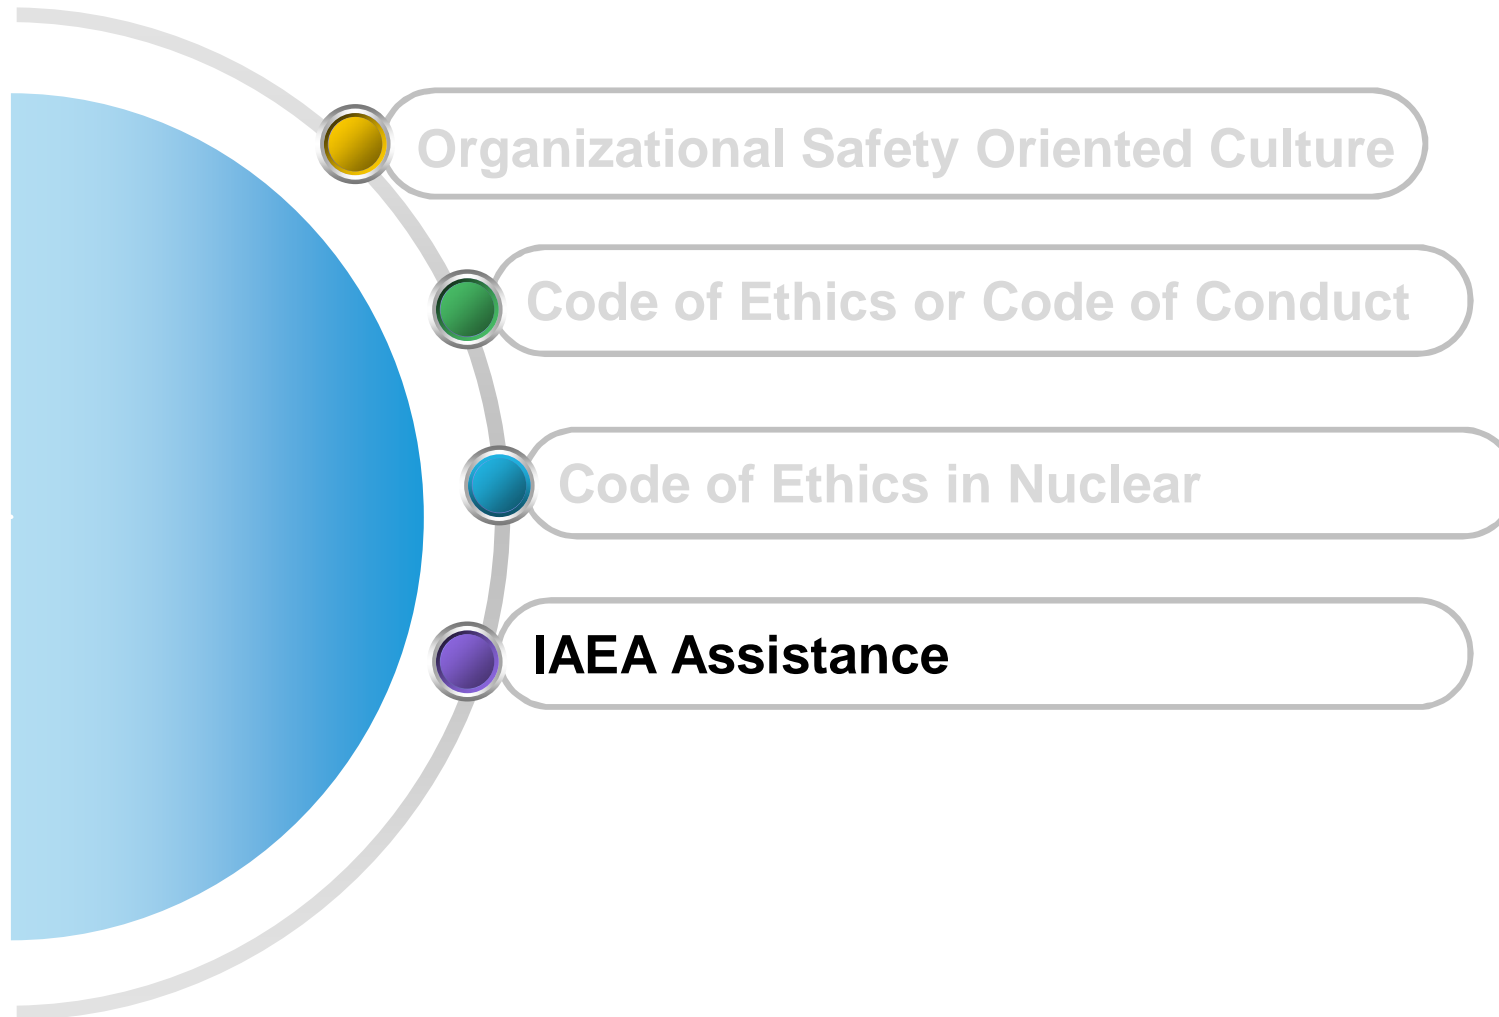 Organizational Safety Oriented Culture
Code of Ethics or Code of Conduct
Code of Ethics in Nuclear
IAEA Assistance